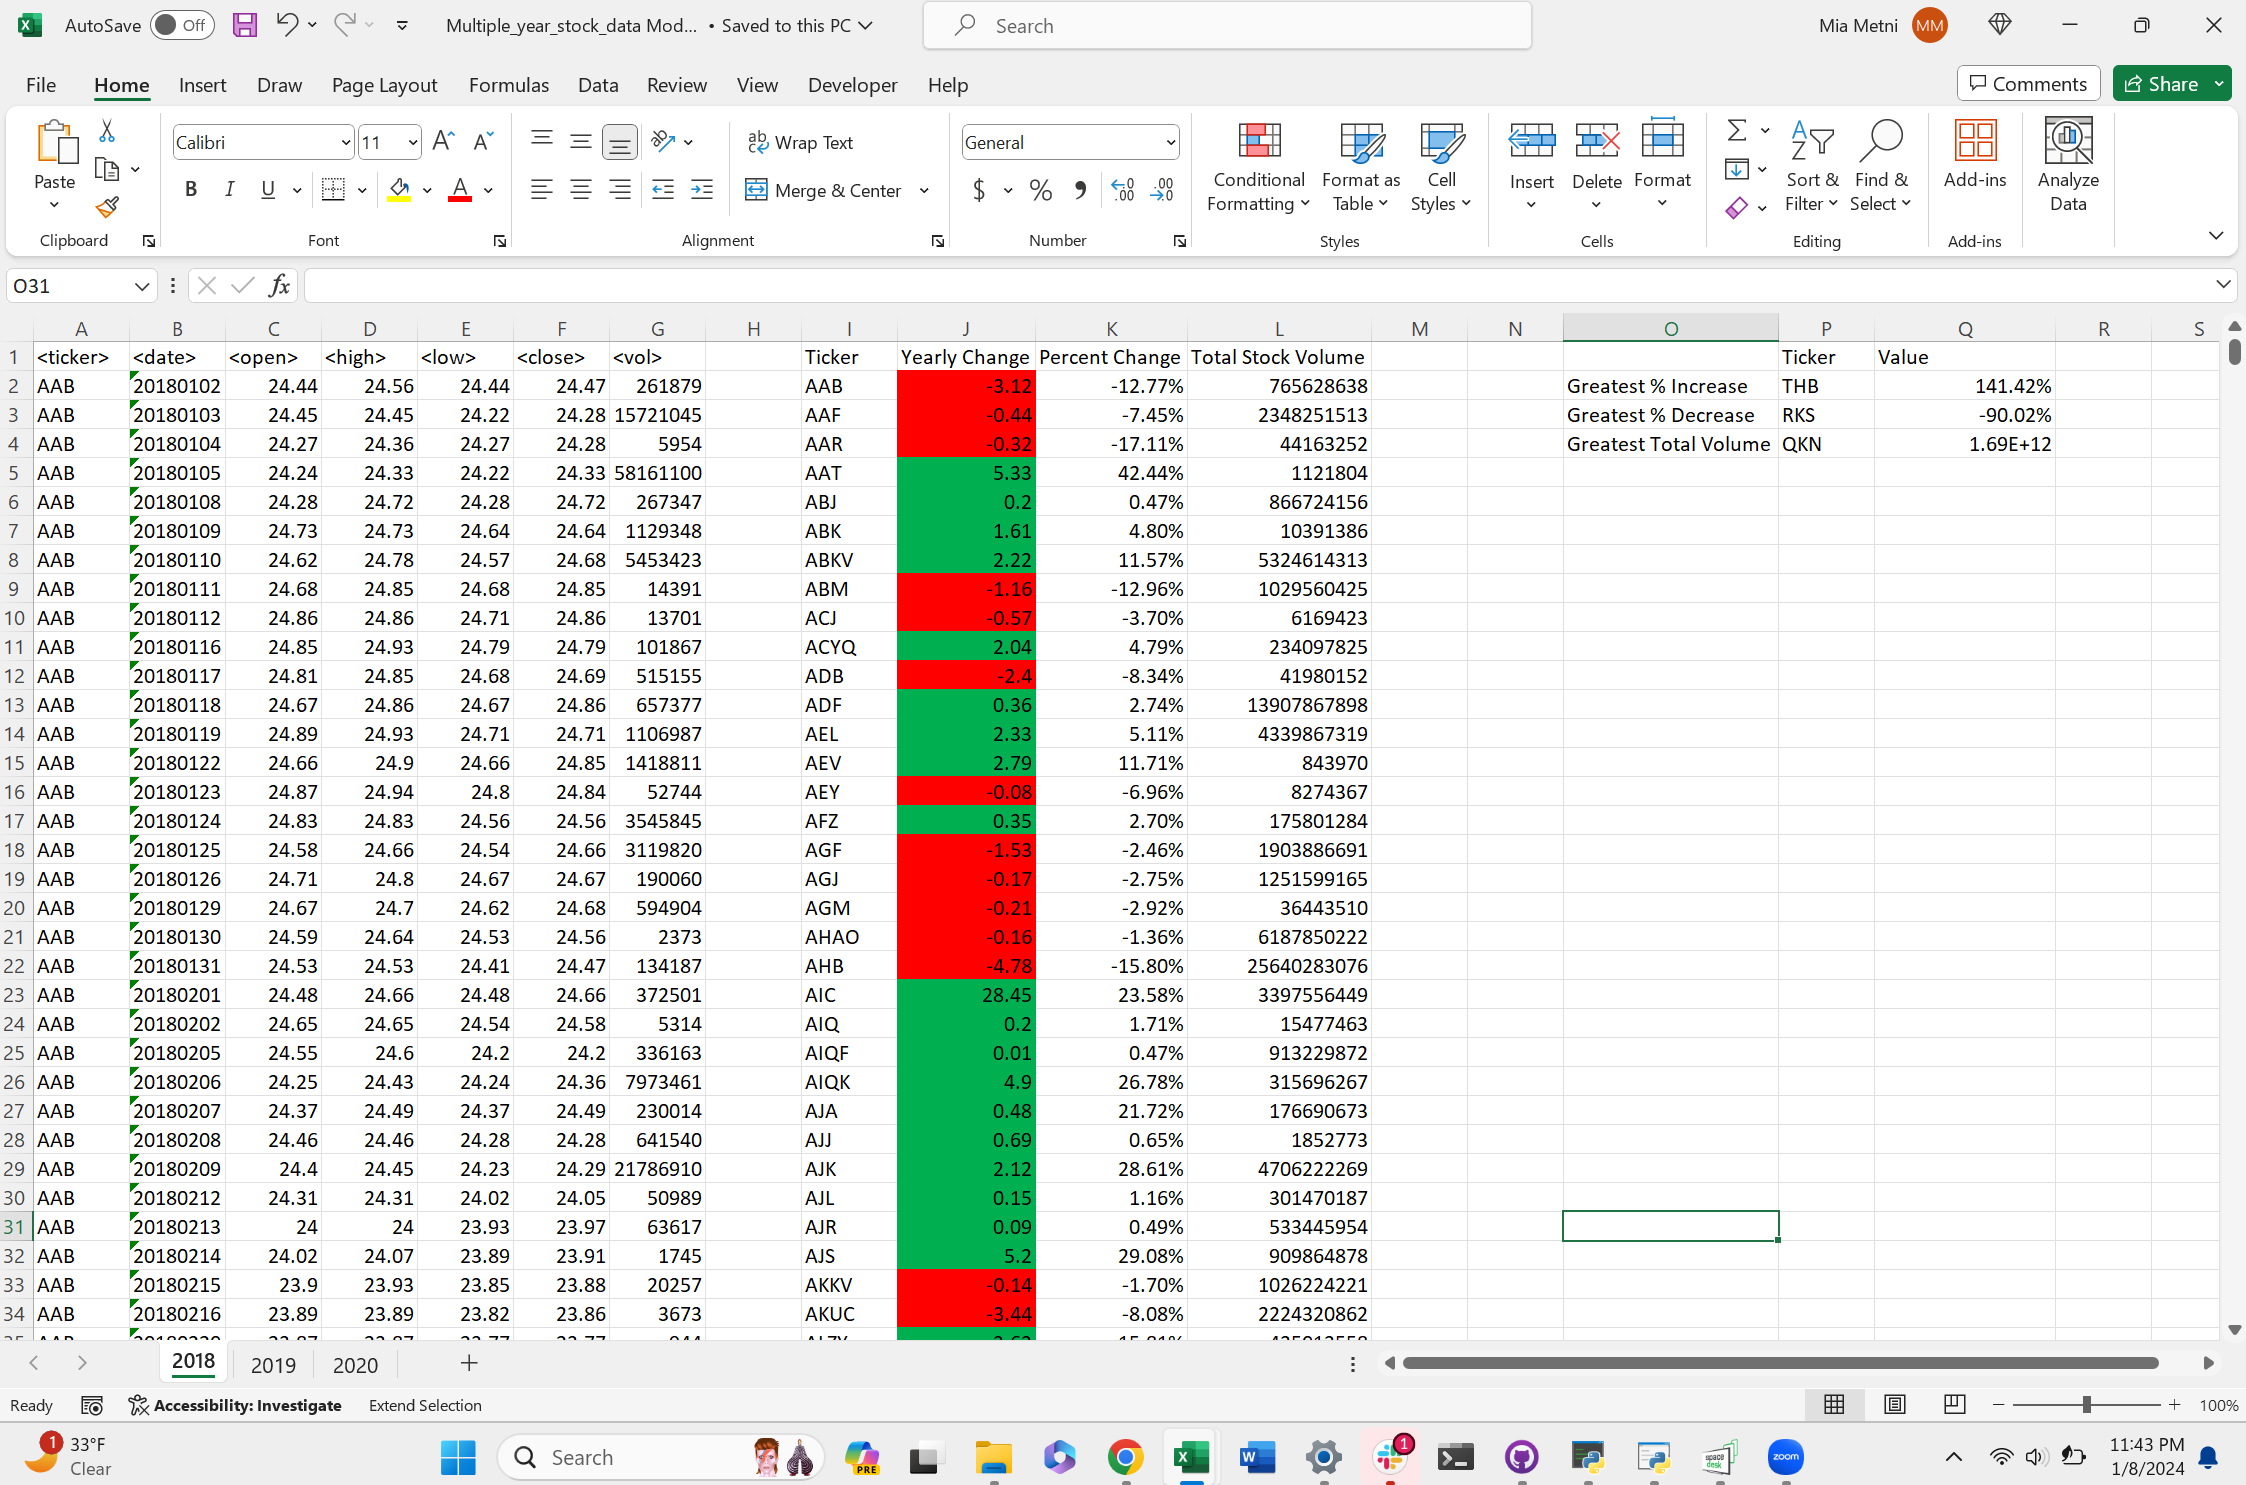 AutoSave Off Multiple_year_stock_data Mod... • Saved to this PC Search Mia Metni MM
File Home Insert Draw Page Layout Formulas Data Review View Developer Help Comments Share
Paste Calibri 11 Wrap Text General Conditional Formatting Format as Table Cell Styles Insert Delete Format Sort & Filter Find & Select Add-ins Analyze Data
B I U A Merge & Center $ % 9
Clipboard Font Alignment Number Styles Cells Editing Add-ins
O31 fx
A B C D E F G H I J K L M N O P Q R S
1 <ticker> <date> <open> <high> <low> <close> <vol> Ticker Yearly Change Percent Change Total Stock Volume Ticker Value
2 AAB 20180102 24.44 24.56 24.44 24.47 261879 AAB -3.12 -12.77% 765628638 Greatest % Increase THB 141.42%
3 AAB 20180103 24.45 24.45 24.22 24.28 15721045 AAF -0.44 -7.45% 2348251513 Greatest % Decrease RKS -90.02%
4 AAB 20180104 24.27 24.36 24.27 24.28 5954 AAR -0.32 -17.11% 44163252 Greatest Total Volume QKN 1.69E+12
5 AAB 20180105 24.24 24.33 24.22 24.33 58161100 AAT 5.33 42.44% 1121804
6 AAB 20180108 24.28 24.72 24.28 24.72 267347 ABJ 0.2 0.47% 866724156
7 AAB 20180109 24.73 24.73 24.64 24.64 1129348 ABK 1.61 4.80% 10391386
8 AAB 20180110 24.62 24.78 24.57 24.68 5453423 ABKV 2.22 11.57% 5324614313
9 AAB 20180111 24.68 24.85 24.68 24.85 14391 ABM -1.16 -12.96% 1029560425
10 AAB 20180112 24.86 24.86 24.71 24.86 13701 ACJ -0.57 -3.70% 6169423
11 AAB 20180116 24.85 24.93 24.79 24.79 101867 ACYQ 2.04 4.79% 234097825
12 AAB 20180117 24.81 24.85 24.68 24.69 515155 ADB -2.4 -8.34% 41980152
13 AAB 20180118 24.67 24.86 24.67 24.86 657377 ADF 0.36 2.74% 13907867898
14 AAB 20180119 24.89 24.93 24.71 24.71 1106987 AEL 2.33 5.11% 4339867319
15 AAB 20180122 24.66 24.9 24.66 24.85 1418811 AEV 2.79 11.71% 843970
16 AAB 20180123 24.87 24.94 24.8 24.84 52744 AEY -0.08 -6.96% 8274367
17 AAB 20180124 24.83 24.83 24.56 24.56 3545845 AFZ 0.35 2.70% 175801284
18 AAB 20180125 24.58 24.66 24.54 24.66 3119820 AGF -1.53 -2.46% 1903886691
19 AAB 20180126 24.71 24.8 24.67 24.67 190060 AGJ -0.17 -2.75% 1251599165
20 AAB 20180129 24.67 24.7 24.62 24.68 594904 AGM -0.21 -2.92% 36443510
21 AAB 20180130 24.59 24.64 24.53 24.56 2373 AHAO -0.16 -1.36% 6187850222
22 AAB 20180131 24.53 24.53 24.41 24.47 134187 AHB -4.78 -15.80% 25640283076
23 AAB 20180201 24.48 24.66 24.48 24.66 372501 AIC 28.45 23.58% 3397556449
24 AAB 20180202 24.65 24.65 24.54 24.58 5314 AIQ 0.2 1.71% 15477463
25 AAB 20180205 24.55 24.6 24.2 24.2 336163 AIQF 0.01 0.47% 913229872
26 AAB 20180206 24.25 24.43 24.24 24.36 7973461 AIQK 4.9 26.78% 315696267
27 AAB 20180207 24.37 24.49 24.37 24.49 230014 AJA 0.48 21.72% 176690673
28 AAB 20180208 24.46 24.46 24.28 24.28 641540 AJJ 0.69 0.65% 1852773
29 AAB 20180209 24.4 24.45 24.23 24.29 21786910 AJK 2.12 28.61% 4706222269
30 AAB 20180212 24.31 24.31 24.02 24.05 50989 AJL 0.15 1.16% 301470187
31 AAB 20180213 24 24 23.93 23.97 63617 AJR 0.09 0.49% 533445954
32 AAB 20180214 24.02 24.07 23.89 23.91 1745 AJS 5.2 29.08% 909864878
33 AAB 20180215 23.9 23.93 23.85 23.88 20257 AKKV -0.14 -1.70% 1026224221
34 AAB 20180216 23.89 23.89 23.82 23.86 3673 AKUC -3.44 -8.08% 2224320862
2018 2019 2020
Ready Accessibility: Investigate Extend Selection 100%
1 33°F Clear Search PRE 1 space desk zoom 11:43 PM 1/8/2024